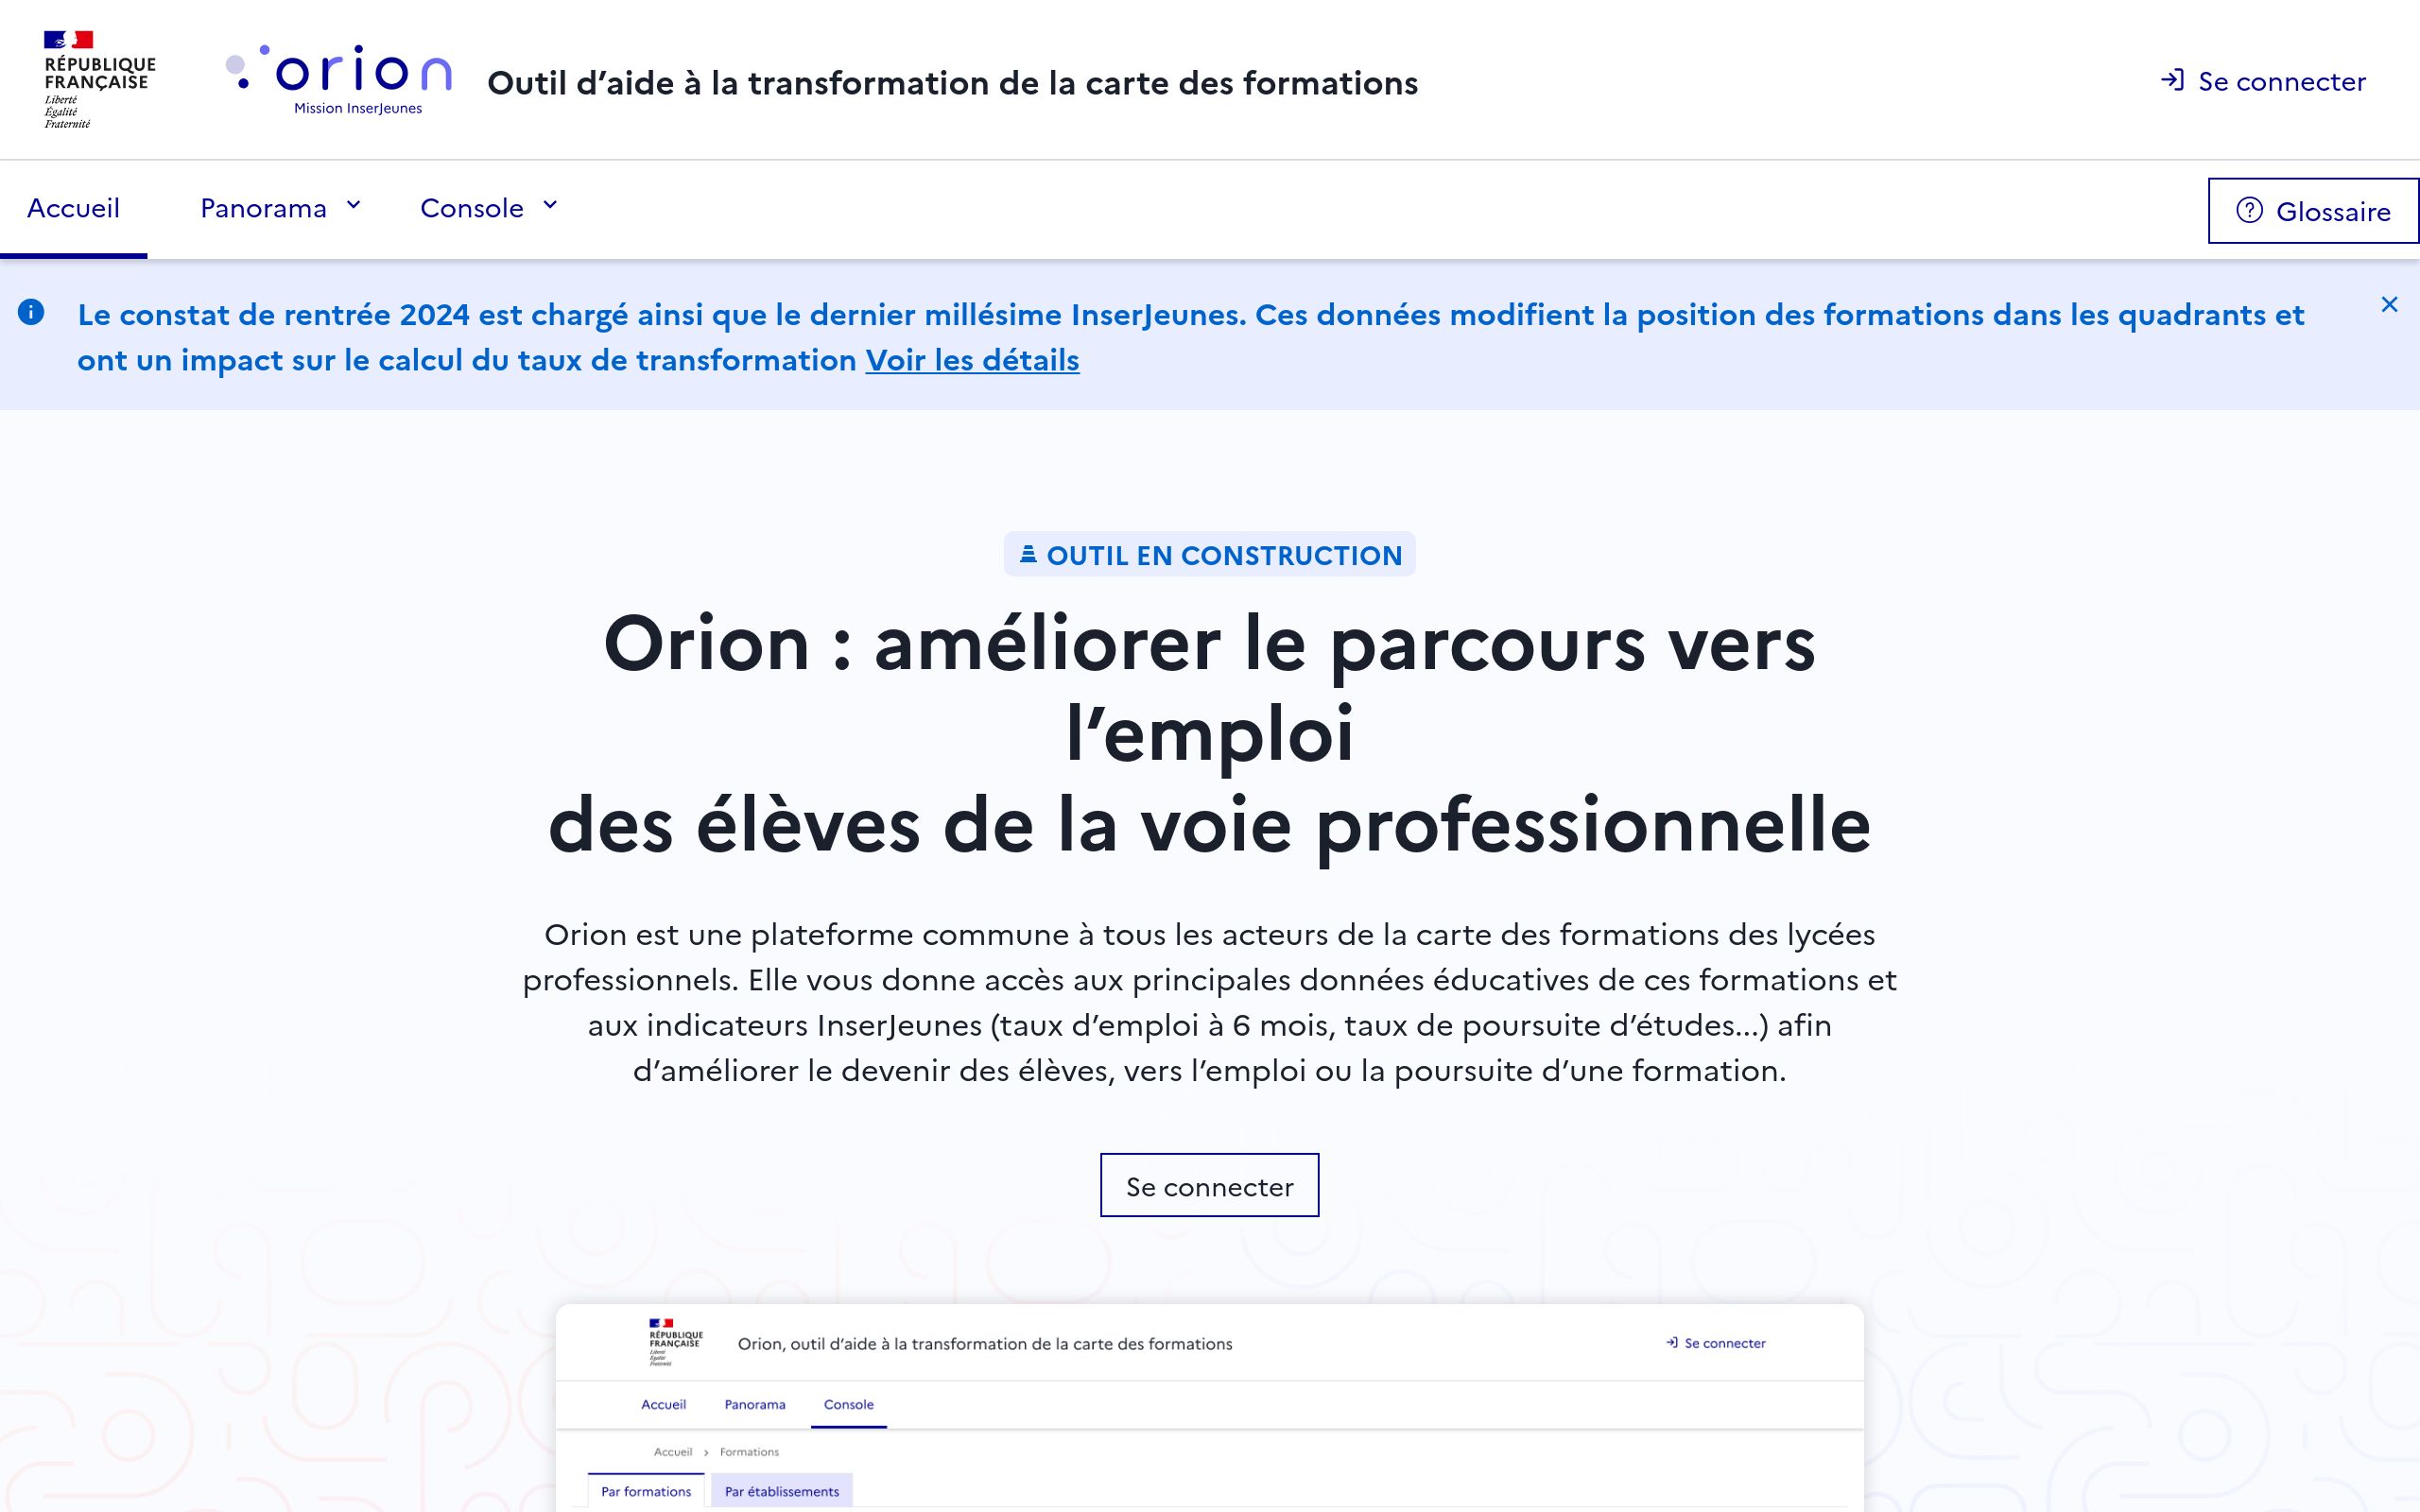 RÉPUBLIQUE
FRANÇAISE
Liberté
Égalité
Fraternité
orion
Mission InserJeunes
Outil d’aide à la transformation de la carte des formations
Se connecter
Accueil
Panorama
Console
Glossaire
Le constat de rentrée 2024 est chargé ainsi que le dernier millésime InserJeunes. Ces données modifient la position des formations dans les quadrants et
ont un impact sur le calcul du taux de transformation Voir les détails
OUTIL EN CONSTRUCTION
Orion : améliorer le parcours vers
l’emploi
des élèves de la voie professionnelle
Orion est une plateforme commune à tous les acteurs de la carte des formations des lycées
professionnels. Elle vous donne accès aux principales données éducatives de ces formations et
aux indicateurs InserJeunes (taux d’emploi à 6 mois, taux de poursuite d’études...) afin
d’améliorer le devenir des élèves, vers l’emploi ou la poursuite d’une formation.
Se connecter
RÉPUBLIQUE
FRANÇAISE
Liberté
Égalité
Fraternité
Orion, outil d’aide à la transformation de la carte des formations
Se connecter
Accueil
Panorama
Console
Accueil > Formations
Par formations
Par établissements